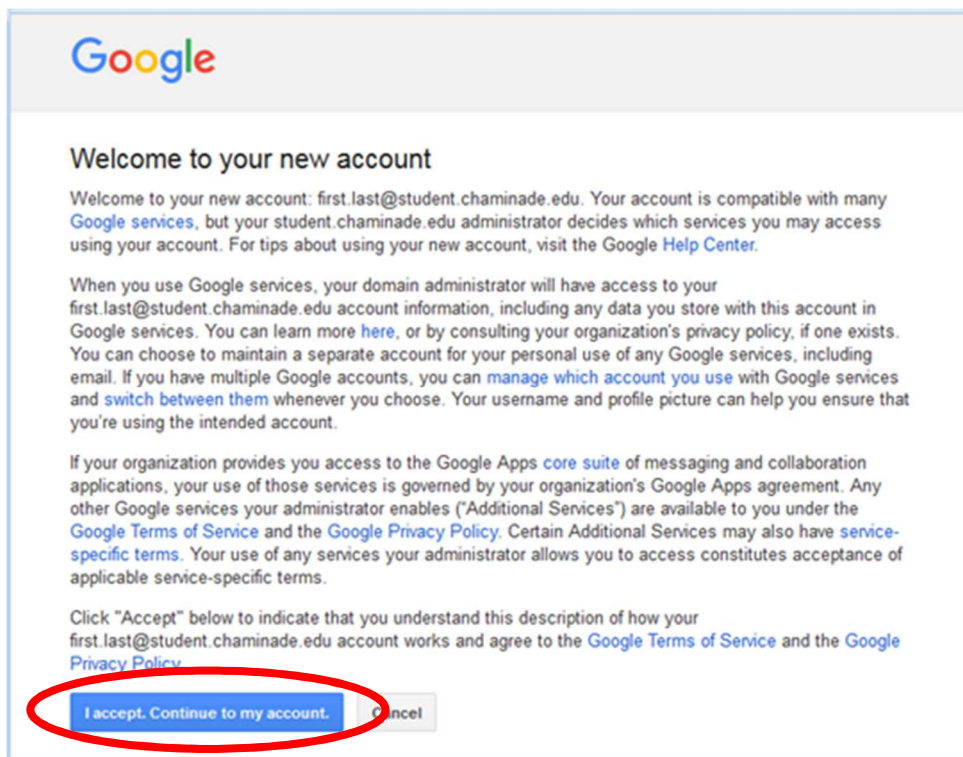 Google
Welcome to your new account
Welcome to your new account: first.last@student.chaminade.edu. Your account is compatible with many
Google services, but your student.chaminade.edu administrator decides which services you may access
using your account. For tips about using your new account, visit the Google Help Center.
When you use Google services, your domain administrator will have access to your
first.last@student.chaminade.edu account information, including any data you store with this account in
Google services. You can learn more here, or by consulting your organization's privacy policy, if one exists.
You can choose to maintain a separate account for your personal use of any Google services, including
email. If you have multiple Google accounts, you can manage which account you use with Google services
and switch between them whenever you choose. Your username and profile picture can help you ensure that
you're using the intended account.
If your organization provides you access to the Google Apps core suite of messaging and collaboration
applications, your use of those services is governed by your organization's Google Apps agreement. Any
other Google services your administrator enables ("Additional Services") are available to you under the
Google Terms of Service and the Google Privacy Policy. Certain Additional Services may also have service-
specific terms. Your use of any services your administrator allows you to access constitutes acceptance of
applicable service-specific terms.
Click "Accept" below to indicate that you understand this description of how your
first.last@student.chaminade.edu account works and agree to the Google Terms of Service and the Google
Privacy Policy.
I accept. Continue to my account. Cancel